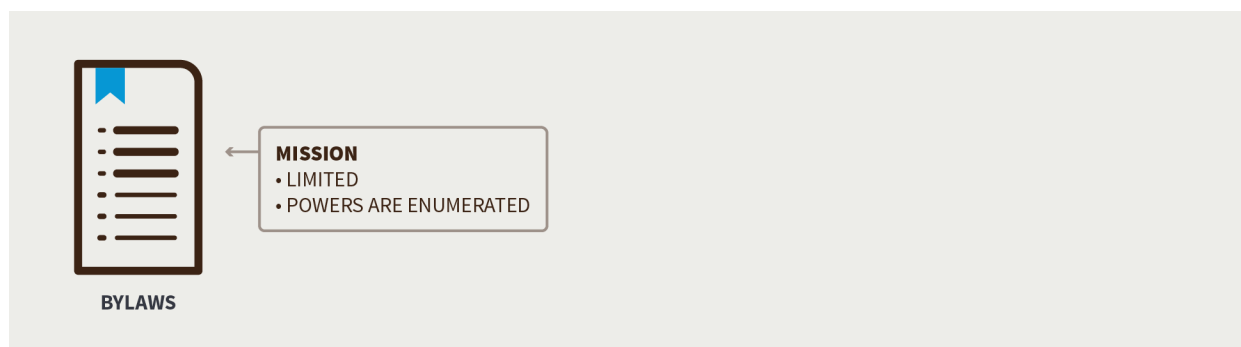 MISSION
• LIMITED
• POWERS ARE ENUMERATED
BYLAWS